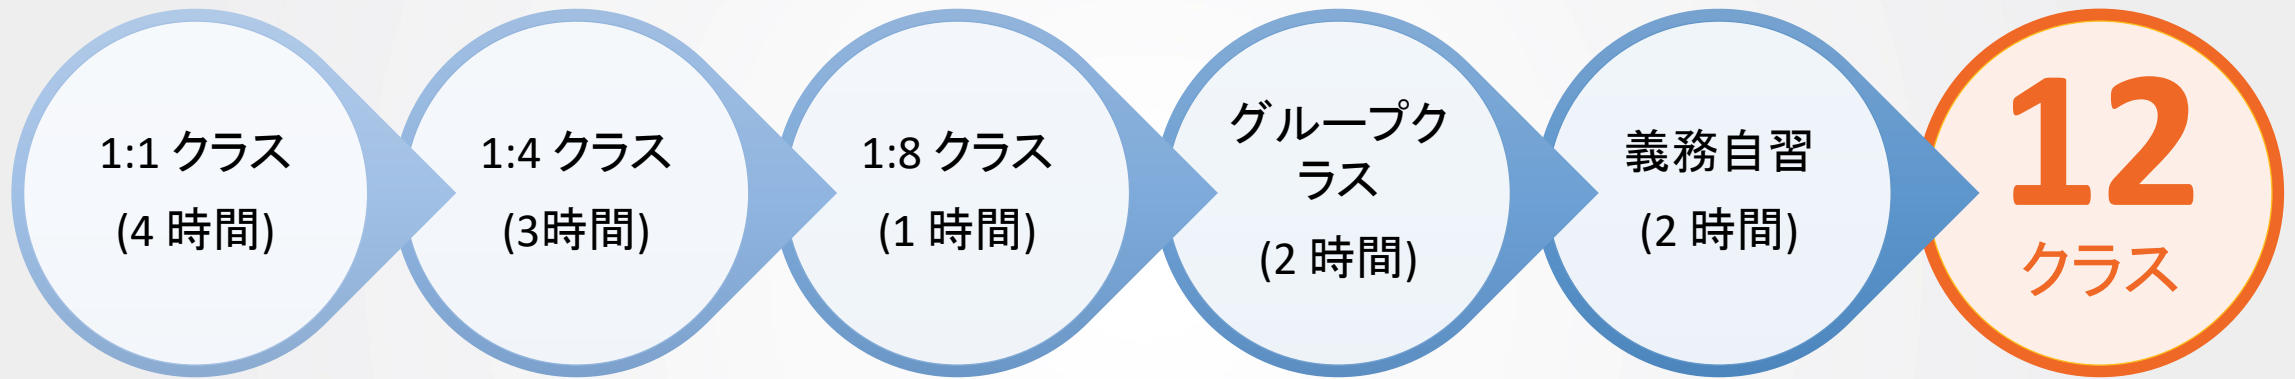 1:1 クラス
(4 時間)
1:4 クラス
(3時間)
1:8 クラス
(1 時間)
グループク
ラス
(2 時間)
義務自習
(2 時間)
12
クラス